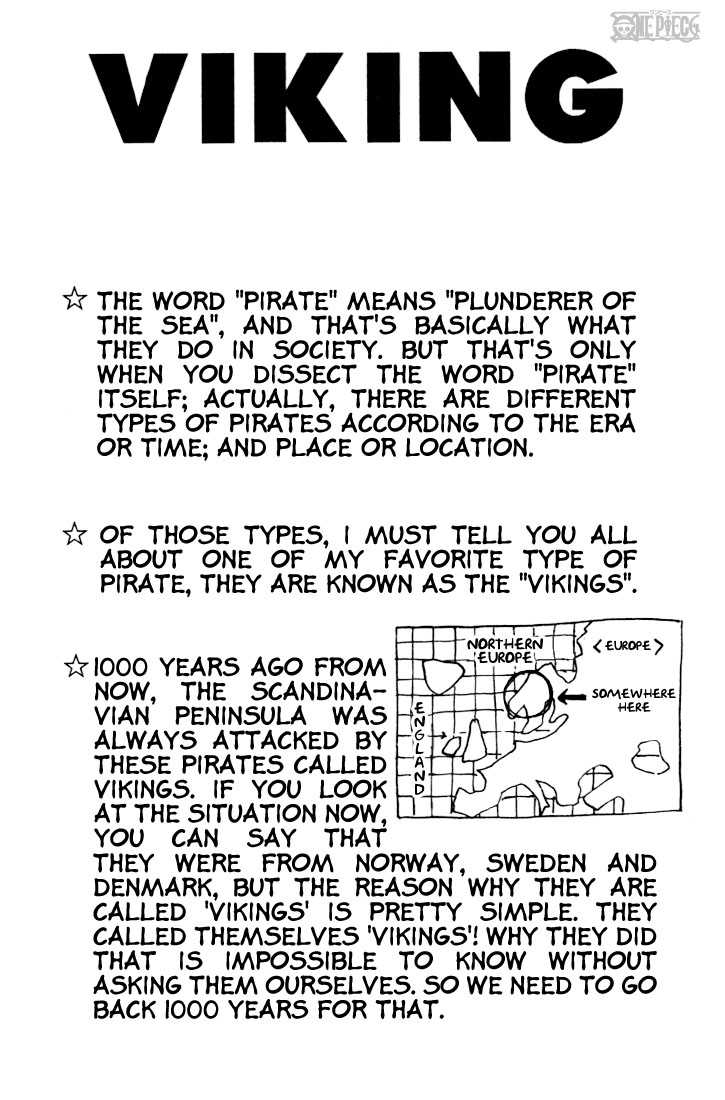 ONE PIECE
VIKING
☆ THE WORD "PIRATE" MEANS "PLUNDERER OF
THE SEA", AND THAT'S BASICALLY WHAT
THEY DO IN SOCIETY. BUT THAT'S ONLY
WHEN YOU DISSECT THE WORD "PIRATE"
ITSELF; ACTUALLY, THERE ARE DIFFERENT
TYPES OF PIRATES ACCORDING TO THE ERA
OR TIME; AND PLACE OR LOCATION.
☆ OF THOSE TYPES, I MUST TELL YOU ALL
ABOUT ONE OF MY FAVORITE TYPE OF
PIRATE, THEY ARE KNOWN AS THE "VIKINGS".
☆ 1000 YEARS AGO FROM
NOW, THE SCANDINA-
VIAN PENINSULA WAS
ALWAYS ATTACKED BY
THESE PIRATES CALLED
VIKINGS. IF YOU LOOK
AT THE SITUATION NOW,
YOU CAN SAY THAT
THEY WERE FROM NORWAY, SWEDEN AND
DENMARK, BUT THE REASON WHY THEY ARE
CALLED 'VIKINGS' IS PRETTY SIMPLE. THEY
CALLED THEMSELVES 'VIKINGS'! WHY THEY DID
THAT IS IMPOSSIBLE TO KNOW WITHOUT
ASKING THEM OURSELVES. SO WE NEED TO GO
BACK 1000 YEARS FOR THAT.
NORTHERN
EUROPE
<EUROPE>
SOMEWHERE
HERE
ENGLAND